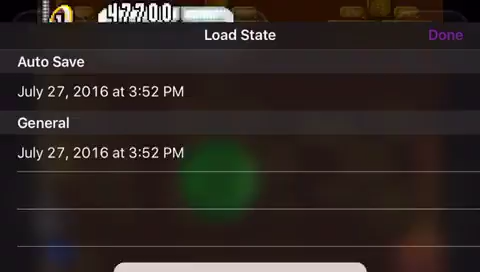 47700
Load State
Done
Auto Save
July 27, 2016 at 3:52 PM
General
July 27, 2016 at 3:52 PM